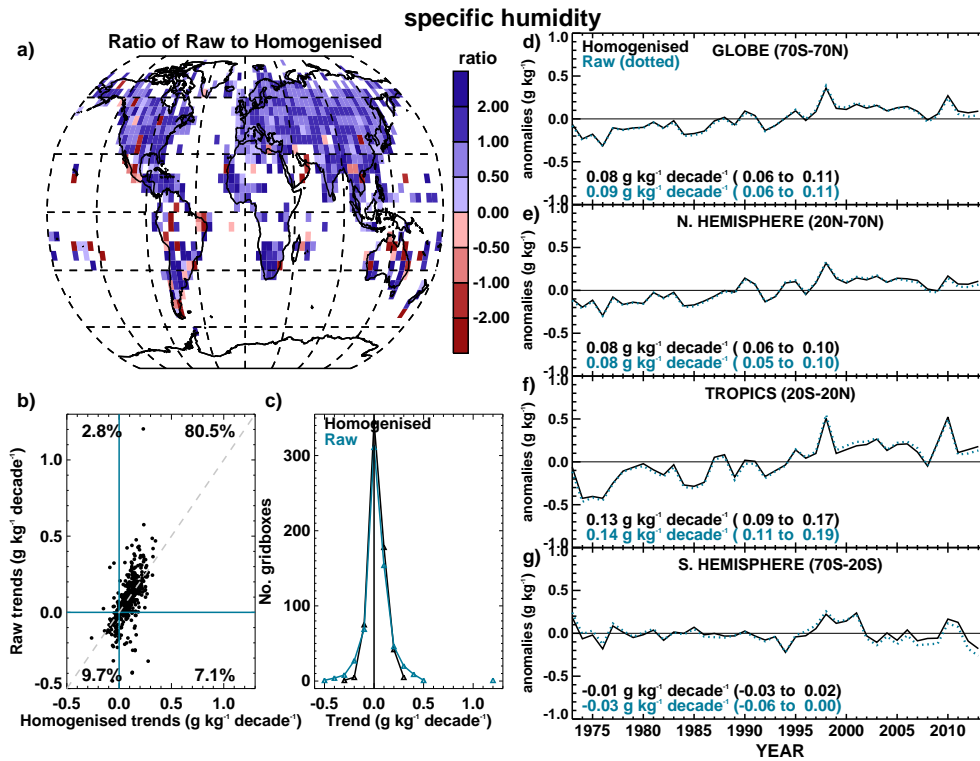 specific humidity
a)
Ratio of Raw to Homogenised
ratio
2.00
1.00
0.50
0.00
-0.50
-1.00
-2.00
b)
2.8%
80.5%
9.7%
7.1%
1.0
0.5
0.0
-0.5
Raw trends (g kg-1 decade-1)
-0.5 0.0 0.5 1.0
Homogenised trends (g kg-1 decade-1)
c)
Homogenised
Raw
300
200
100
0
No. gridboxes
-0.5 0.0 0.5 1.0
Trend (g kg-1 decade-1)
d)
Homogenised
Raw (dotted)
GLOBE (70S-70N)
1.0
0.5
0.0
-0.5
-1.0
anomalies (g kg-1)
0.08 g kg-1 decade-1 ( 0.06 to 0.11)
0.09 g kg-1 decade-1 ( 0.06 to 0.11)
e)
N. HEMISPHERE (20N-70N)
0.5
0.0
-0.5
-1.0
anomalies (g kg-1)
0.08 g kg-1 decade-1 ( 0.06 to 0.10)
0.08 g kg-1 decade-1 ( 0.05 to 0.10)
f)
TROPICS (20S-20N)
0.5
0.0
-0.5
-1.0
anomalies (g kg-1)
0.13 g kg-1 decade-1 ( 0.09 to 0.17)
0.14 g kg-1 decade-1 ( 0.11 to 0.19)
g)
S. HEMISPHERE (70S-20S)
0.5
0.0
-0.5
-1.0
anomalies (g kg-1)
-0.01 g kg-1 decade-1 (-0.03 to 0.02)
-0.03 g kg-1 decade-1 (-0.06 to 0.00)
1975 1980 1985 1990 1995 2000 2005 2010
YEAR